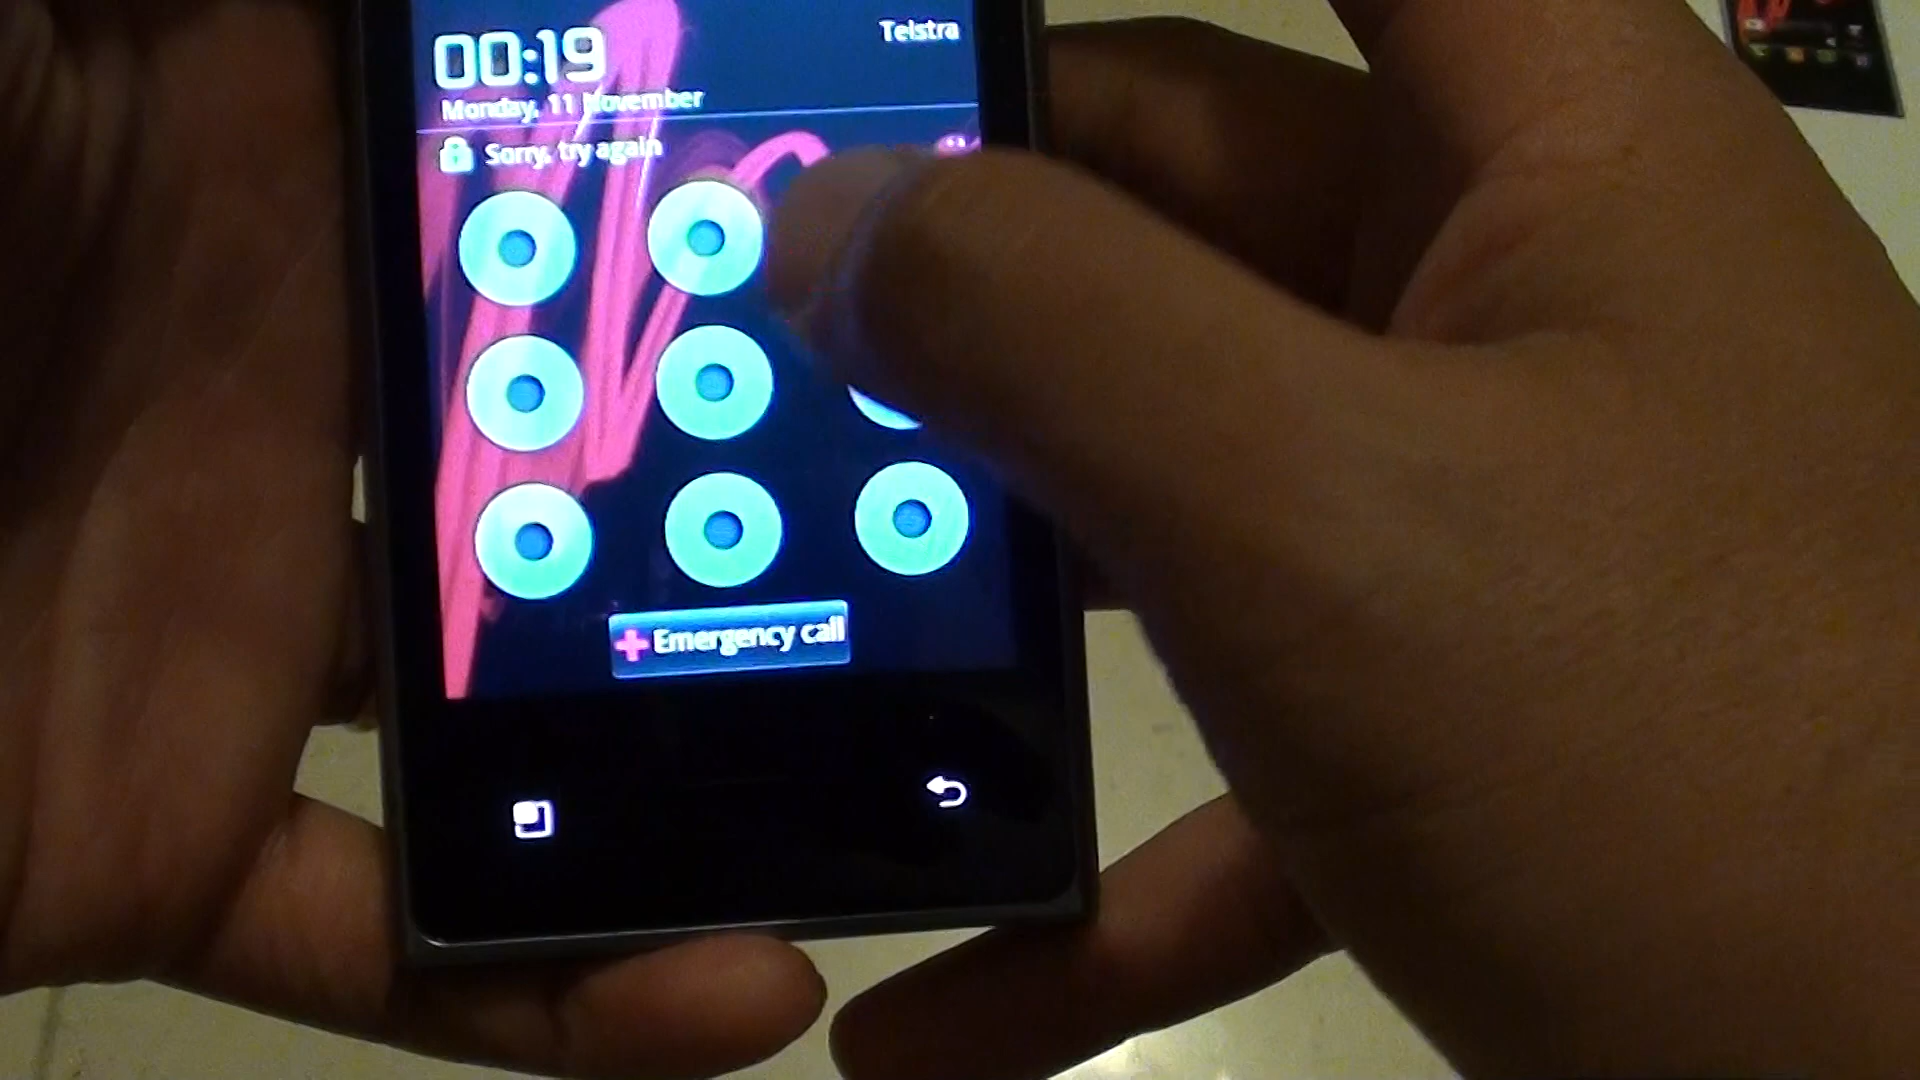 Telstra
00:19
Monday, 11 November
Sorry, try again
Emergency call